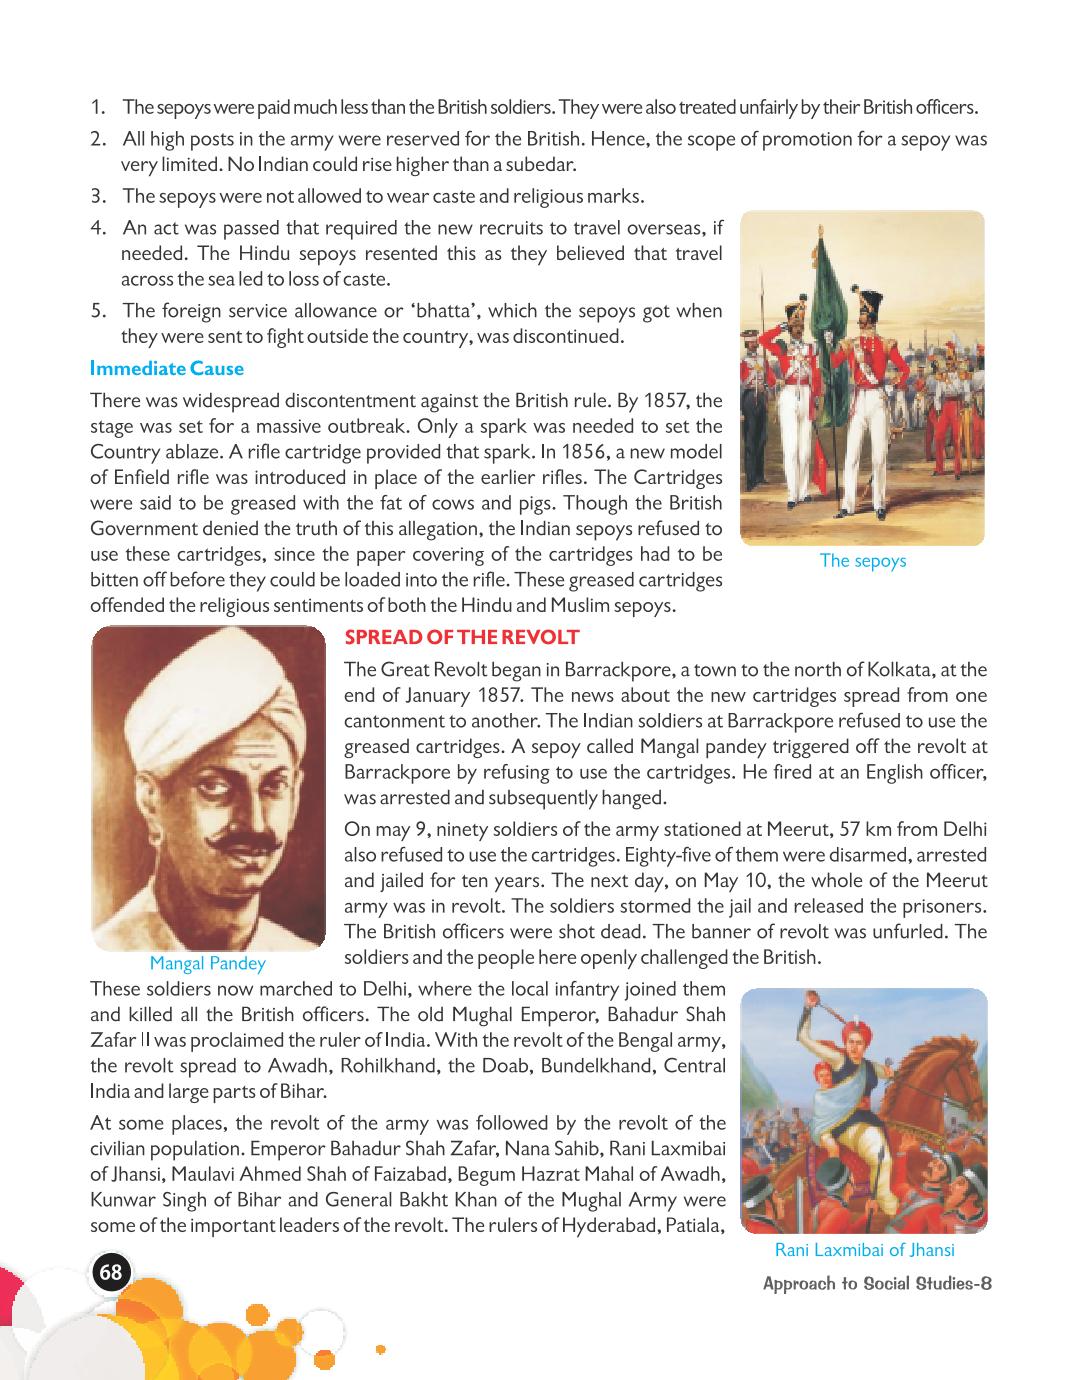 1. The sepoys were paid much less than the British soldiers. They were also treated unfairly by their British officers.
2. All high posts in the army were reserved for the British. Hence, the scope of promotion for a sepoy was
very limited. No Indian could rise higher than a subedar.
3. The sepoys were not allowed to wear caste and religious marks.
4. An act was passed that required the new recruits to travel overseas, if
needed. The Hindu sepoys resented this as they believed that travel
across the sea led to loss of caste.
5. The foreign service allowance or ‘bhatta’, which the sepoys got when
they were sent to fight outside the country, was discontinued.
Immediate Cause
There was widespread discontentment against the British rule. By 1857, the
stage was set for a massive outbreak. Only a spark was needed to set the
Country ablaze. A rifle cartridge provided that spark. In 1856, a new model
of Enfield rifle was introduced in place of the earlier rifles. The Cartridges
were said to be greased with the fat of cows and pigs. Though the British
Government denied the truth of this allegation, the Indian sepoys refused to
use these cartridges, since the paper covering of the cartridges had to be
bitten off before they could be loaded into the rifle. These greased cartridges
offended the religious sentiments of both the Hindu and Muslim sepoys.
The sepoys
SPREAD OF THE REVOLT
The Great Revolt began in Barrackpore, a town to the north of Kolkata, at the
end of January 1857. The news about the new cartridges spread from one
cantonment to another. The Indian soldiers at Barrackpore refused to use the
greased cartridges. A sepoy called Mangal pandey triggered off the revolt at
Barrackpore by refusing to use the cartridges. He fired at an English officer,
was arrested and subsequently hanged.
On may 9, ninety soldiers of the army stationed at Meerut, 57 km from Delhi
also refused to use the cartridges. Eighty-five of them were disarmed, arrested
and jailed for ten years. The next day, on May 10, the whole of the Meerut
army was in revolt. The soldiers stormed the jail and released the prisoners.
The British officers were shot dead. The banner of revolt was unfurled. The
soldiers and the people here openly challenged the British.
Mangal Pandey
These soldiers now marched to Delhi, where the local infantry joined them
and killed all the British officers. The old Mughal Emperor, Bahadur Shah
Zafar II was proclaimed the ruler of India. With the revolt of the Bengal army,
the revolt spread to Awadh, Rohilkhand, the Doab, Bundelkhand, Central
India and large parts of Bihar.
At some places, the revolt of the army was followed by the revolt of the
civilian population. Emperor Bahadur Shah Zafar, Nana Sahib, Rani Laxmibai
of Jhansi, Maulavi Ahmed Shah of Faizabad, Begum Hazrat Mahal of Awadh,
Kunwar Singh of Bihar and General Bakht Khan of the Mughal Army were
some of the important leaders of the revolt. The rulers of Hyderabad, Patiala,
Rani Laxmibai of Jhansi
68
Approach to Social Studies-8